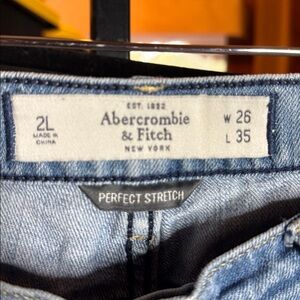 EST. 1892
2L
MADE IN
CHINA
Abercrombie
& Fitch
NEW YORK
W 26
L 35
PERFECT STRETCH